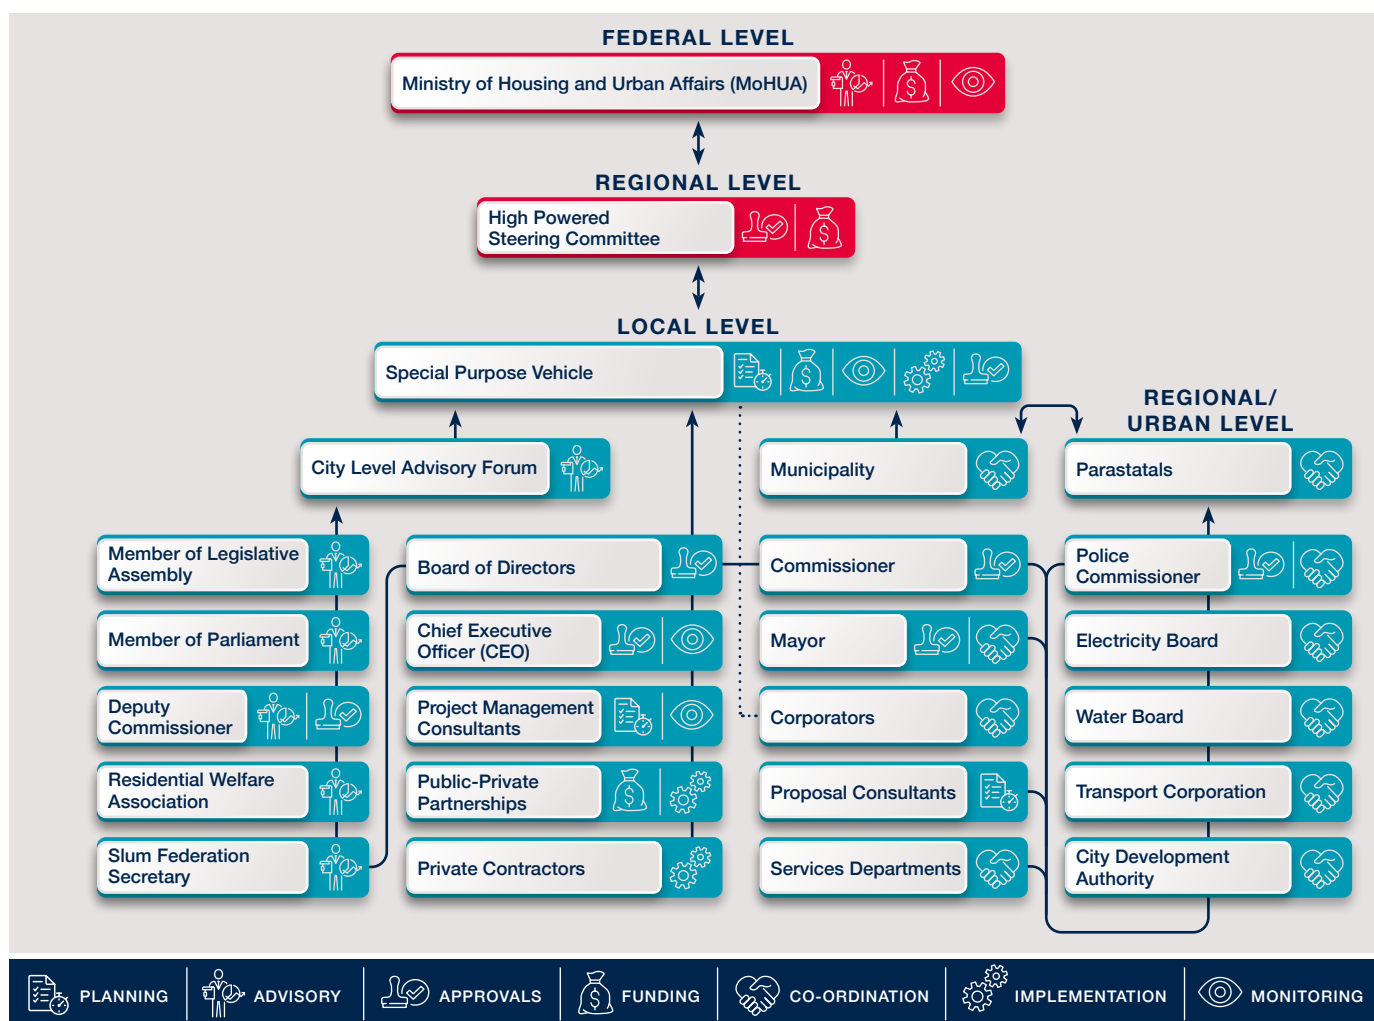 FEDERAL LEVEL
Ministry of Housing and Urban Affairs (MoHUA)
REGIONAL LEVEL
High Powered
Steering Committee
LOCAL LEVEL
Special Purpose Vehicle
REGIONAL/
URBAN LEVEL
City Level Advisory Forum
Municipality
Parastatals
Member of Legislative
Assembly
Member of Parliament
Deputy
Commissioner
Residential Welfare
Association
Slum Federation
Secretary
Board of Directors
Chief Executive
Officer (CEO)
Project Management
Consultants
Public-Private
Partnerships
Private Contractors
Commissioner
Mayor
Corporators
Proposal Consultants
Services Departments
Police
Commissioner
Electricity Board
Water Board
Transport Corporation
City Development
Authority
PLANNING
ADVISORY
APPROVALS
FUNDING
CO-ORDINATION
IMPLEMENTATION
MONITORING